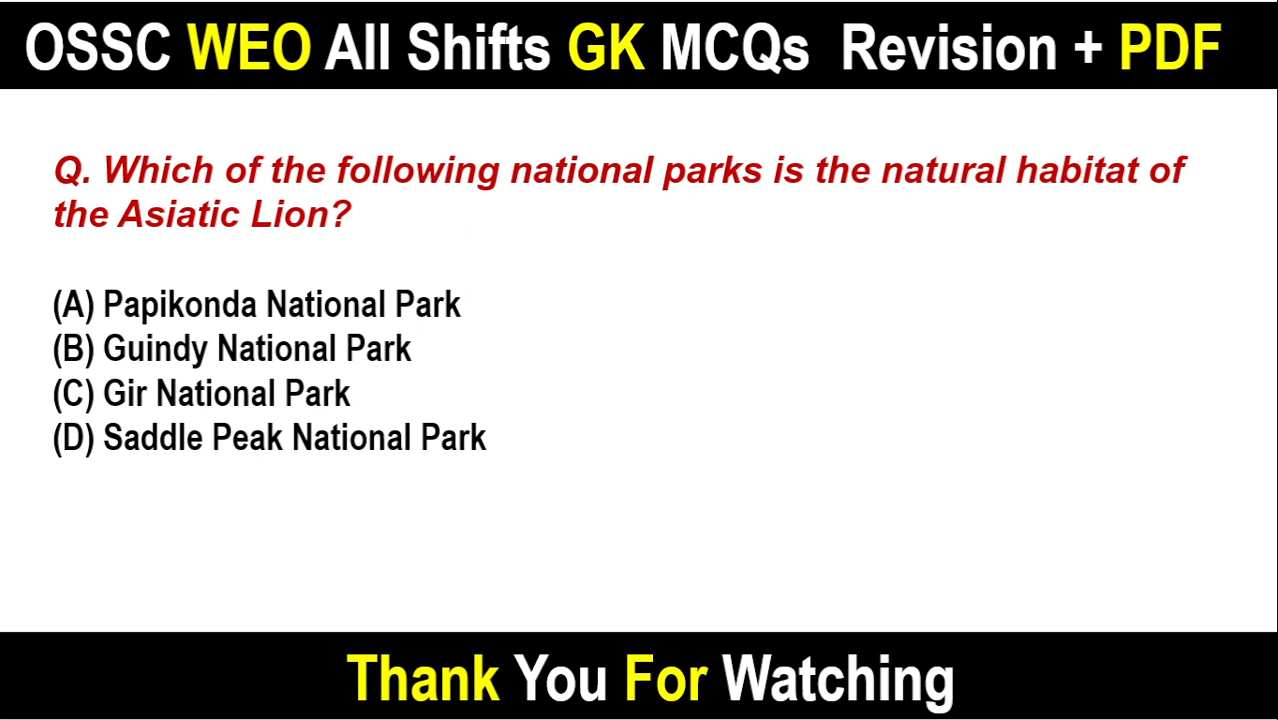 OSSC WEO All Shifts GK MCQs Revision + PDF
Q. Which of the following national parks is the natural habitat of
the Asiatic Lion?
(A) Papikonda National Park
(B) Guindy National Park
(C) Gir National Park
(D) Saddle Peak National Park
Thank You For Watching